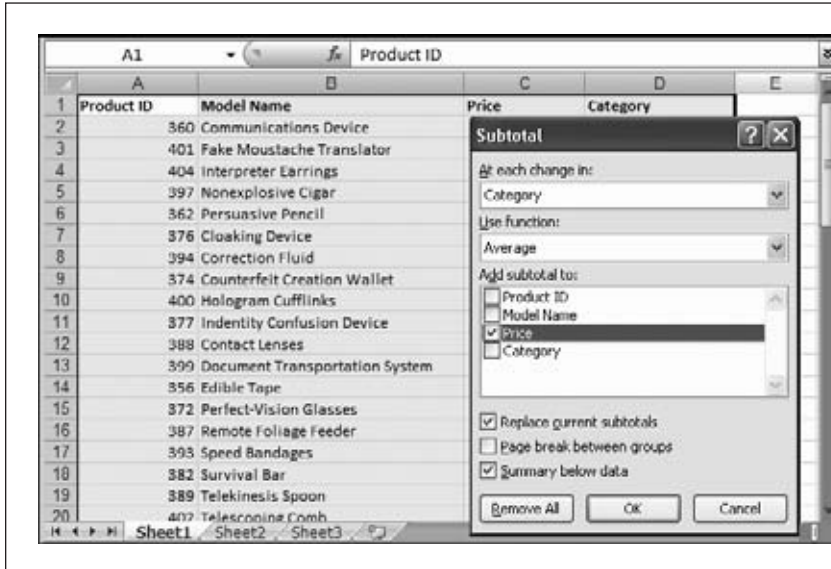 A1 fx Product ID
A B C D E
1 Product ID Model Name Price Category
2 360 Communications Device
3 401 Fake Moustache Translator
4 404 Interpreter Earrings
5 397 Nonexplosive Cigar
6 362 Persuasive Pencil
7 376 Cloaking Device
8 394 Correction Fluid
9 374 Counterfeit Creation Wallet
10 400 Hologram Cufflinks
11 377 Indentity Confusion Device
12 388 Contact Lenses
13 399 Document Transportation System
14 356 Edible Tape
15 372 Perfect-Vision Glasses
16 387 Remote Foliage Feeder
17 393 Speed Bandages
18 382 Survival Bar
19 389 Telekinesis Spoon
20 407 Telescoping Comb
Sheet1 Sheet2 Sheet3
Subtotal
At each change in:
Category
Use function:
Average
Add subtotal to:
Product ID
Model Name
Price
Category
Replace current subtotals
Page break between groups
Summary below data
Remove All OK Cancel